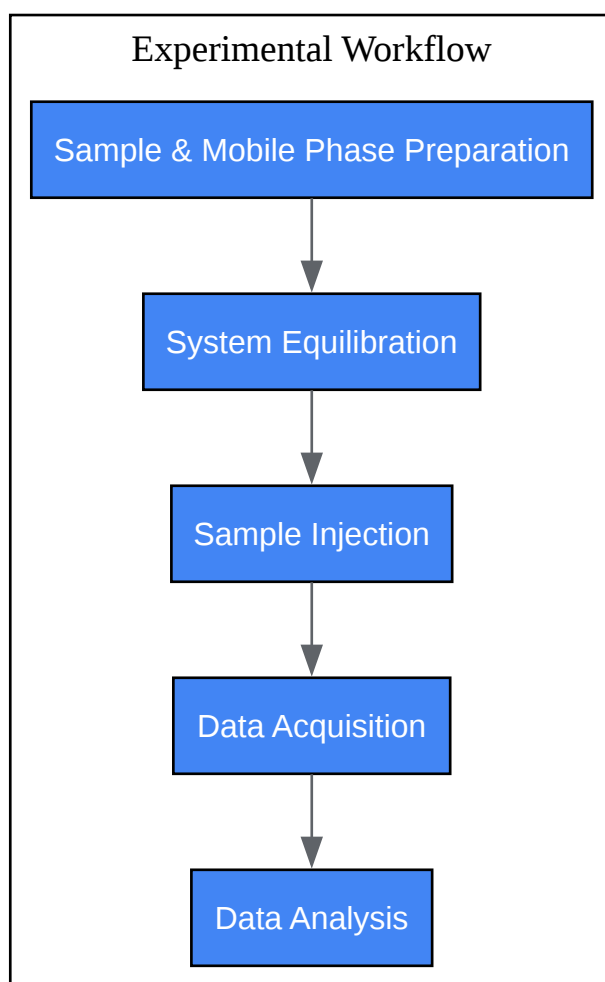 Experimental Workflow
Sample & Mobile Phase Preparation
System Equilibration
Sample Injection
Data Acquisition
Data Analysis